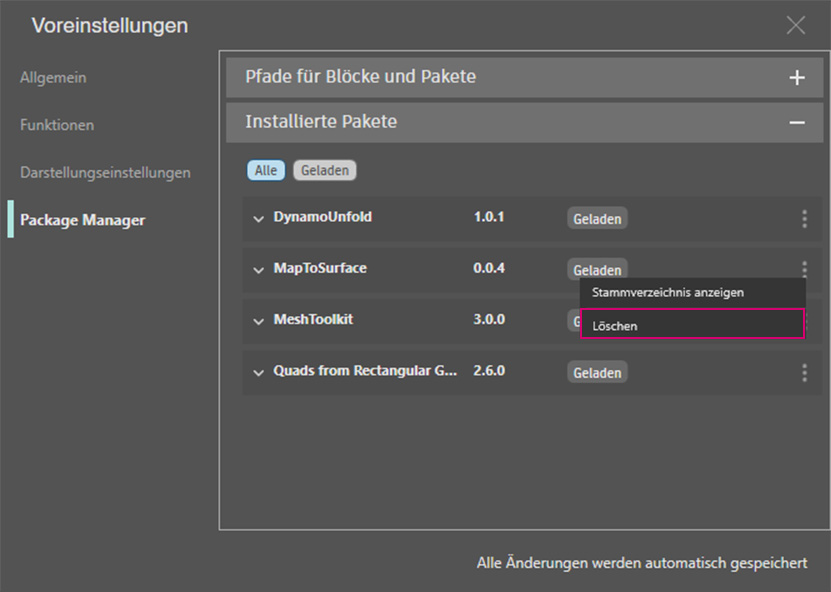 Voreinstellungen
Allgemein
Funktionen
Darstellungseinstellungen
Package Manager
Pfade für Blöcke und Pakete
Installierte Pakete
Alle Geladen
DynamoUnfold 1.0.1 Geladen
MapToSurface 0.0.4 Geladen
Stammverzeichnis anzeigen
Löschen
MeshToolkit 3.0.0
Quads from Rectangular G... 2.6.0 Geladen
Alle Änderungen werden automatisch gespeichert